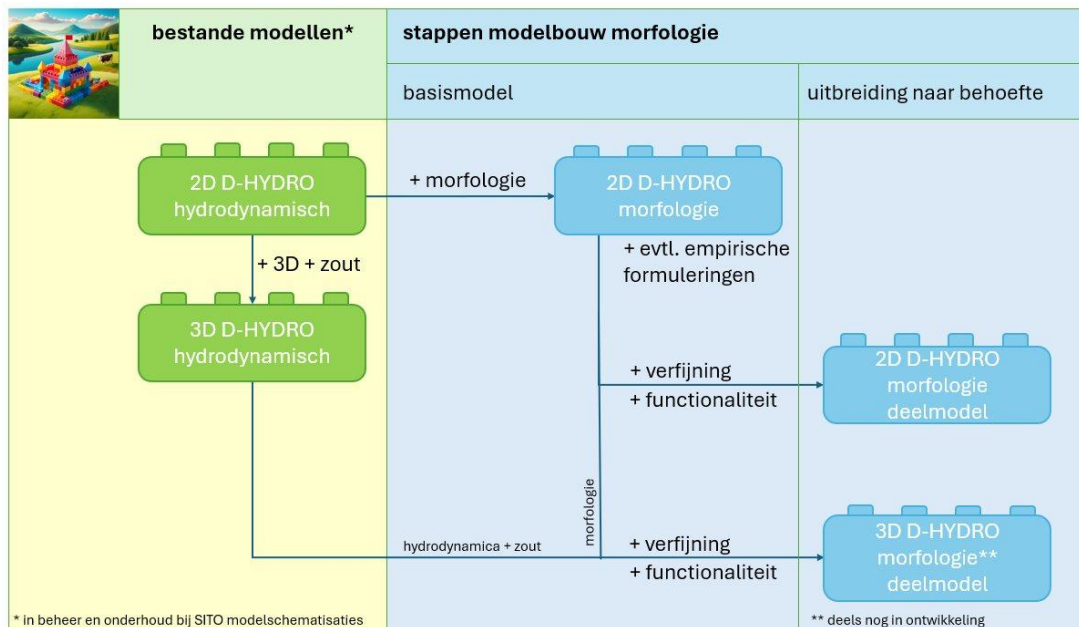 bestande modellen*
stappen modelbouw morfologie
basismodel
uitbreiding naar behoefte
2D D-HYDRO
hydrodynamisch
+ morfologie
2D D-HYDRO
morfologie
+ 3D + zout
+ evtl. empirische
formuleringen
3D D-HYDRO
hydrodynamisch
+ verfijning
+ functionaliteit
2D D-HYDRO
morfologie
deelmodel
morfologie
hydrodynamica + zout
+ verfijning
+ functionaliteit
3D D-HYDRO
morfologie**
deelmodel
* in beheer en onderhoud bij SITO modelschematisaties
** deels nog in ontwikkeling